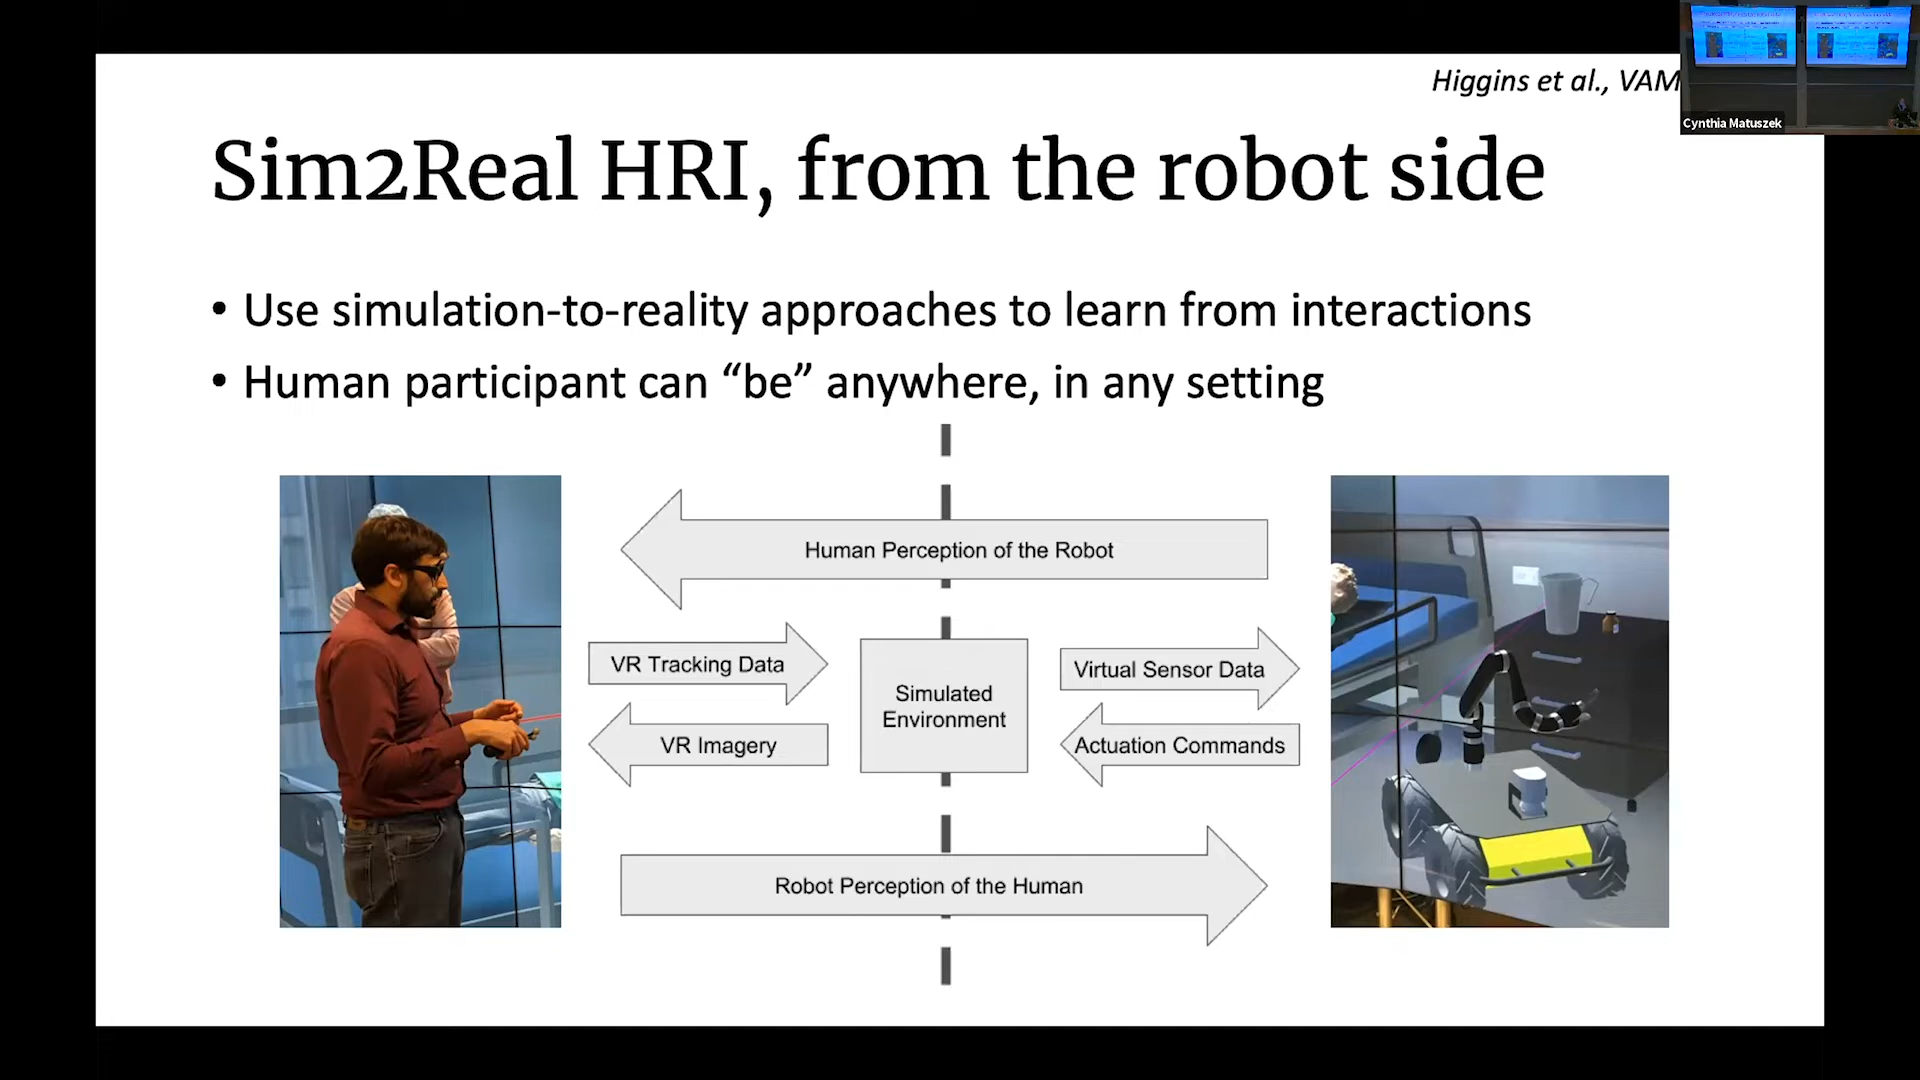 Higgins et al., VAM
Cynthia Matuszek
Sim2Real HRI, from the robot side
• Use simulation-to-reality approaches to learn from interactions
• Human participant can “be” anywhere, in any setting
Human Perception of the Robot
VR Tracking Data
Simulated
Environment
Virtual Sensor Data
VR Imagery
Actuation Commands
Robot Perception of the Human